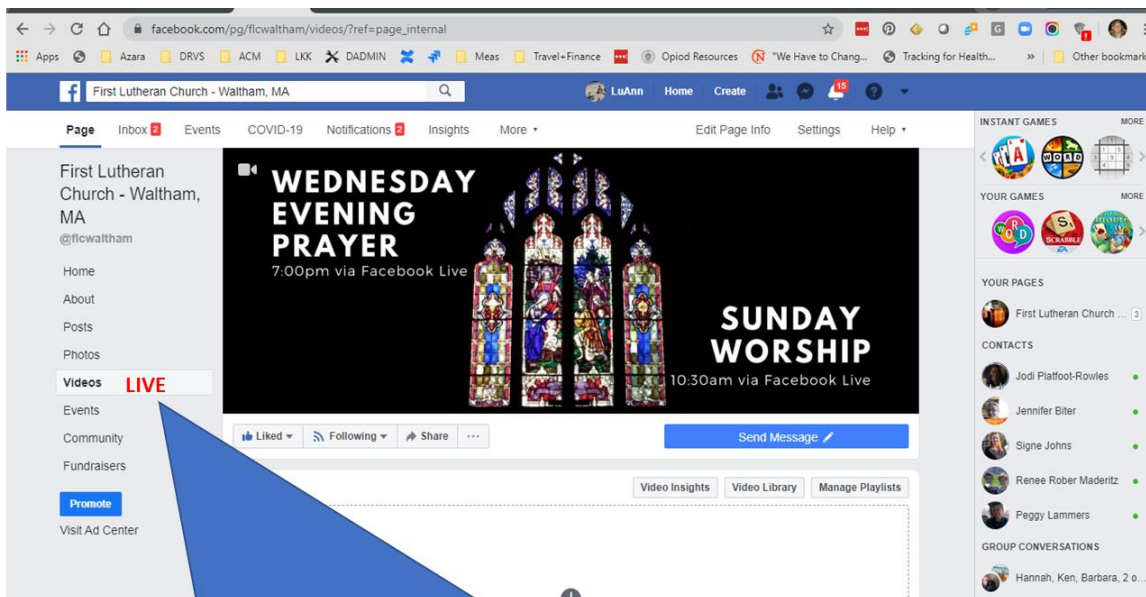 facebook.com/pg/flcwaltham/videos/?ref=page_internal
Apps Azara DRVS ACM LKK DADMIN Meas Travel+Finance Opiod Resources "We Have to Chang... Tracking for Health... » Other bookmark
First Lutheran Church - Waltham, MA
LuAnn Home Create 15
Page Inbox 2 Events COVID-19 Notifications 2 Insights More Edit Page Info Settings Help
First Lutheran
Church - Waltham,
MA
@flcwaltham
Home
About
Posts
Photos
Videos LIVE
Events
Community
Fundraisers
Promote
Visit Ad Center
WEDNESDAY
EVENING
PRAYER
7:00pm via Facebook Live
SUNDAY
WORSHIP
10:30am via Facebook Live
Liked Following Share ...
Send Message
Video Insights Video Library Manage Playlists
INSTANT GAMES MORE
A WORD
YOUR GAMES MORE
WORD SCRABBLE
YOUR PAGES
First Lutheran Church ... 3
CONTACTS
Jodi Platfoot-Rowles
Jennifer Biter
Signe Johns
Renee Rober Maderitz
Peggy Lammers
GROUP CONVERSATIONS
Hannah, Ken, Barbara, 2 o...